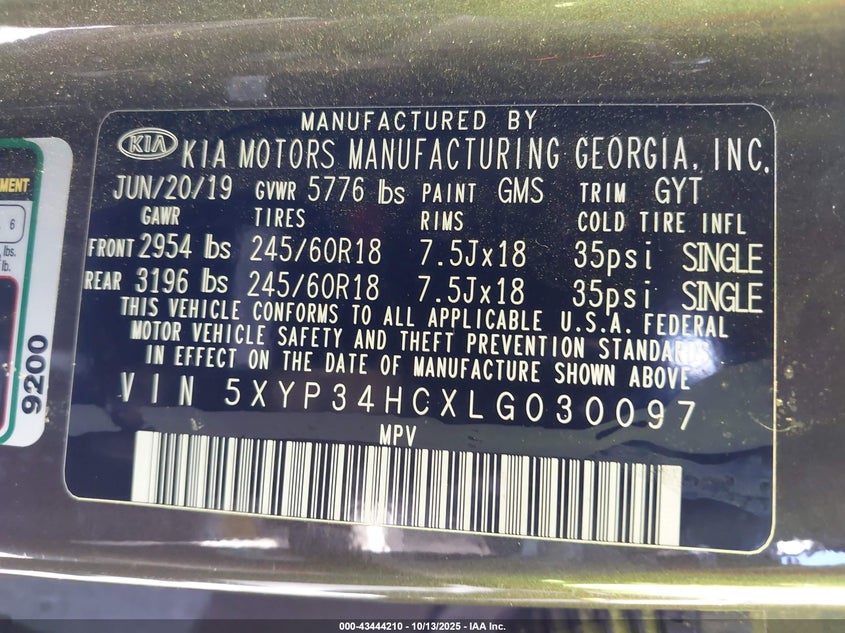 MANUFACTURED BY
KIA KIA MOTORS MANUFACTURING GEORGIA, INC.
JUN/20/19 GVWR 5776 lbs PAINT GMS TRIM GYT
GAWR TIRES RIMS COLD TIRE INFL
FRONT 2954 lbs 245/60R18 7.5Jx18 35psi SINGLE
REAR 3196 lbs 245/60R18 7.5Jx18 35psi SINGLE
THIS VEHICLE CONFORMS TO ALL APPLICABLE U.S.A. FEDERAL
MOTOR VEHICLE SAFETY AND THEFT PREVENTION STANDARDS
IN EFFECT ON THE DATE OF MANUFACTURE SHOWN ABOVE
VIN 5XYP34HCXLG030097
MPV
MENT
6
lbs.
lb.
9200
000-43444210 - 10/13/2025 - IAA Inc.